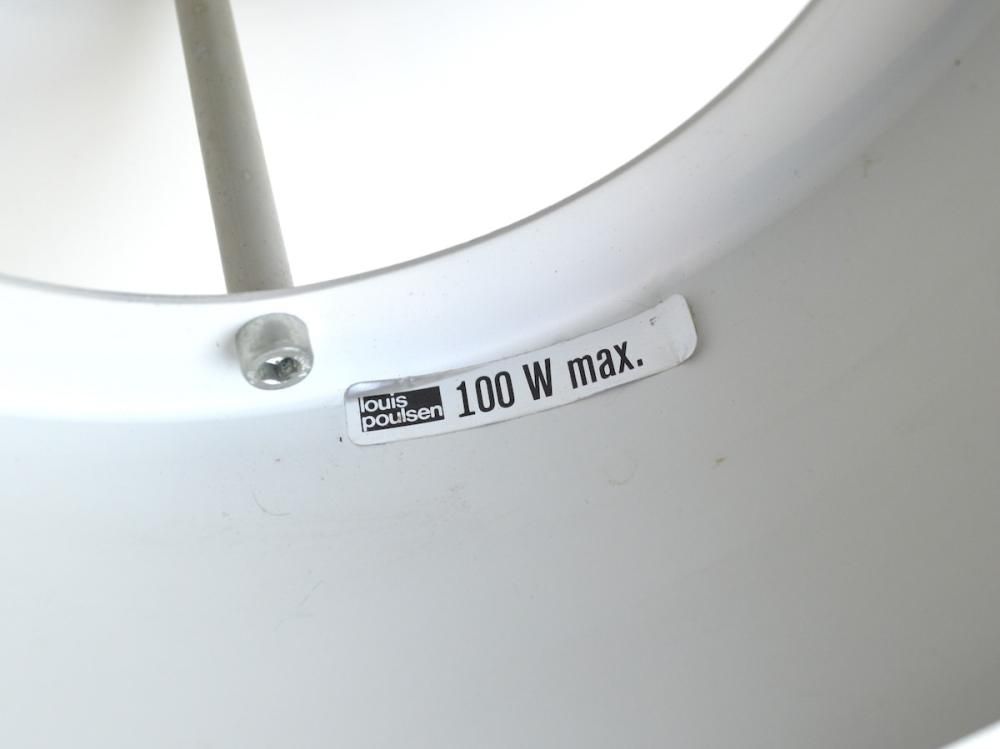 louis
poulsen
100 W max.